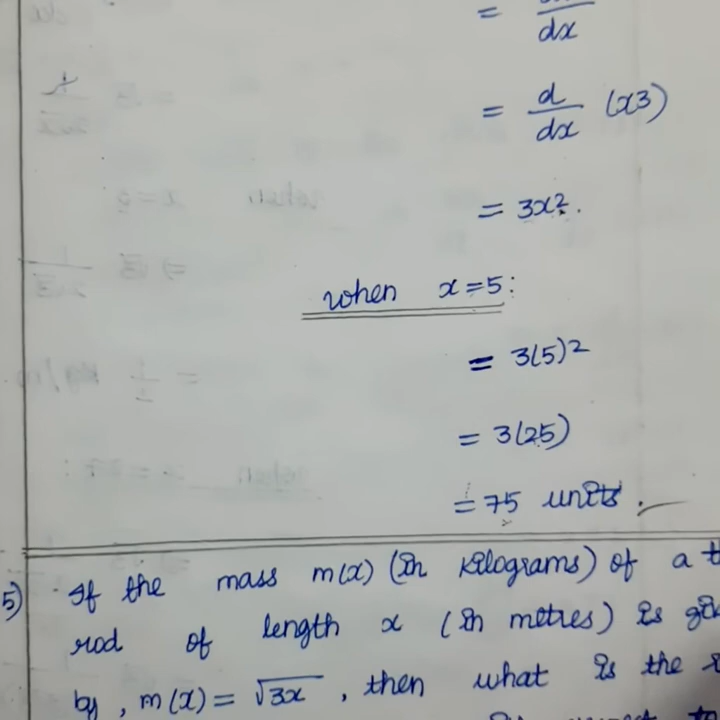 = d/dx
= d/dx (x3)
= 3x².
when x=5:
= 3(5)²
= 3(25)
= 75 units.
5) If the mass m(x) (in kilograms) of a
rod of length x (in metres) is
by, m(x) = √3x, then what is the